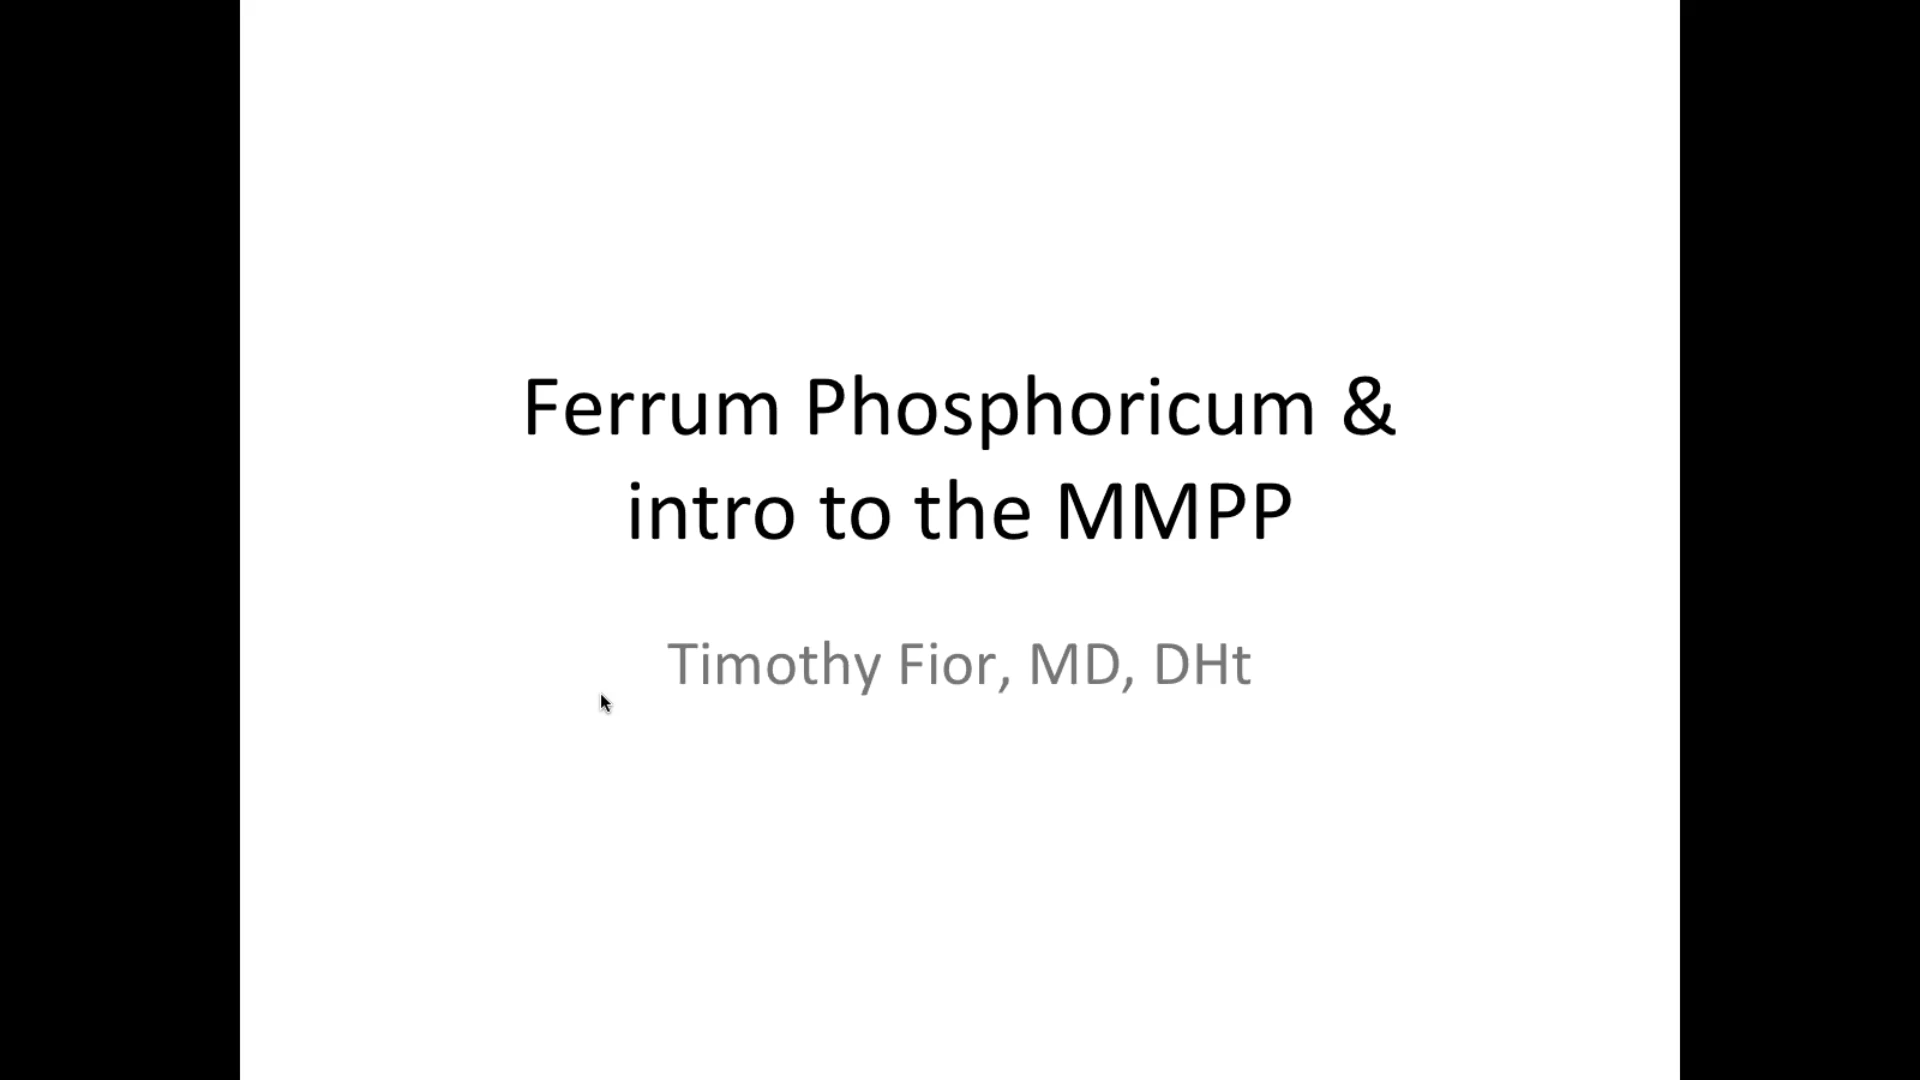 Ferrum Phosphoricum &
intro to the MMPP
Timothy Fior, MD, DHt